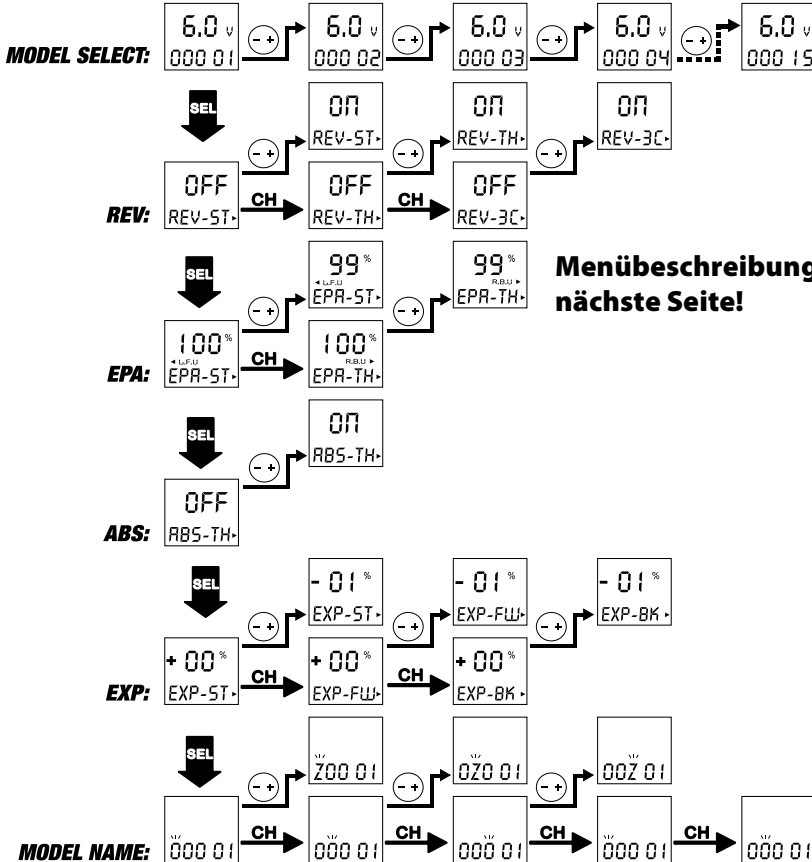 6.0 v 6.0 v 6.0 v 6.0 v 6.0 v
MODEL SELECT: 000 01 000 02 000 03 000 04 000 15
- + - + - + - +
SEL
ON ON ON
REV-ST REV-TH REV-3C
- + - + - +
OFF OFF OFF
REV: REV-ST CH REV-TH CH REV-3C
SEL
99% 99%
L.F.U R.B.U
EPA-ST EPA-TH
Menübeschreibung
nächste Seite!
- + - +
100% 100%
L.F.U R.B.U
EPA: EPA-ST CH EPA-TH
SEL
ON
ABS-TH
- +
OFF
ABS: ABS-TH
SEL
- 01% - 01% - 01%
EXP-ST EXP-FW EXP-BK
- + - + - +
+ 00% + 00% + 00%
EXP: EXP-ST CH EXP-FW CH EXP-BK
SEL
Z00 01 0Z0 01 00Z 01
- + - + - +
MODEL NAME: 000 01 CH 000 01 CH 000 01 CH 000 01 CH 000 01